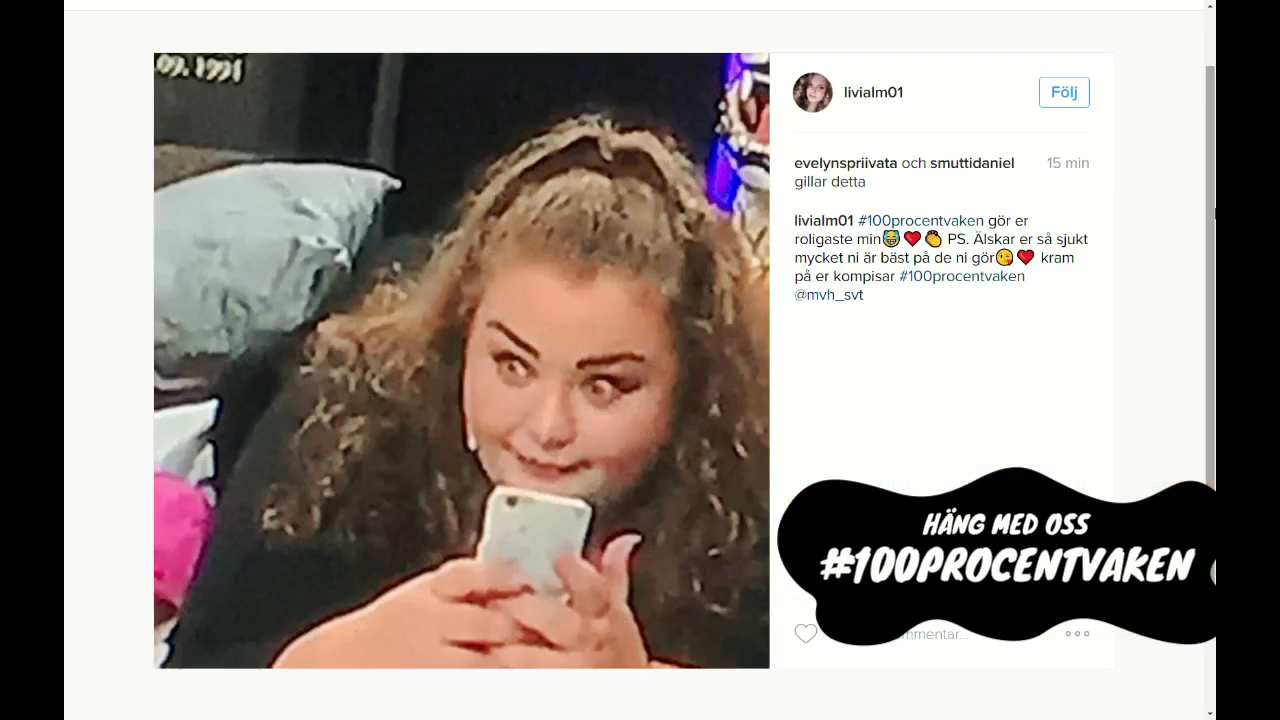 09. 1991
livialm01
Följ
evelynspriivata och smuttidaniel
15 min
gillar detta
livialm01 #100procentvaken gör er
roligaste min😹❤️👏 PS. Älskar er så sjukt
mycket ni är bäst på de ni gör😘❤️ kram
på er kompisar #100procentvaken
@mvh_svt
HÄNG MED OSS
#100PROCENTVAKEN
mmentar...